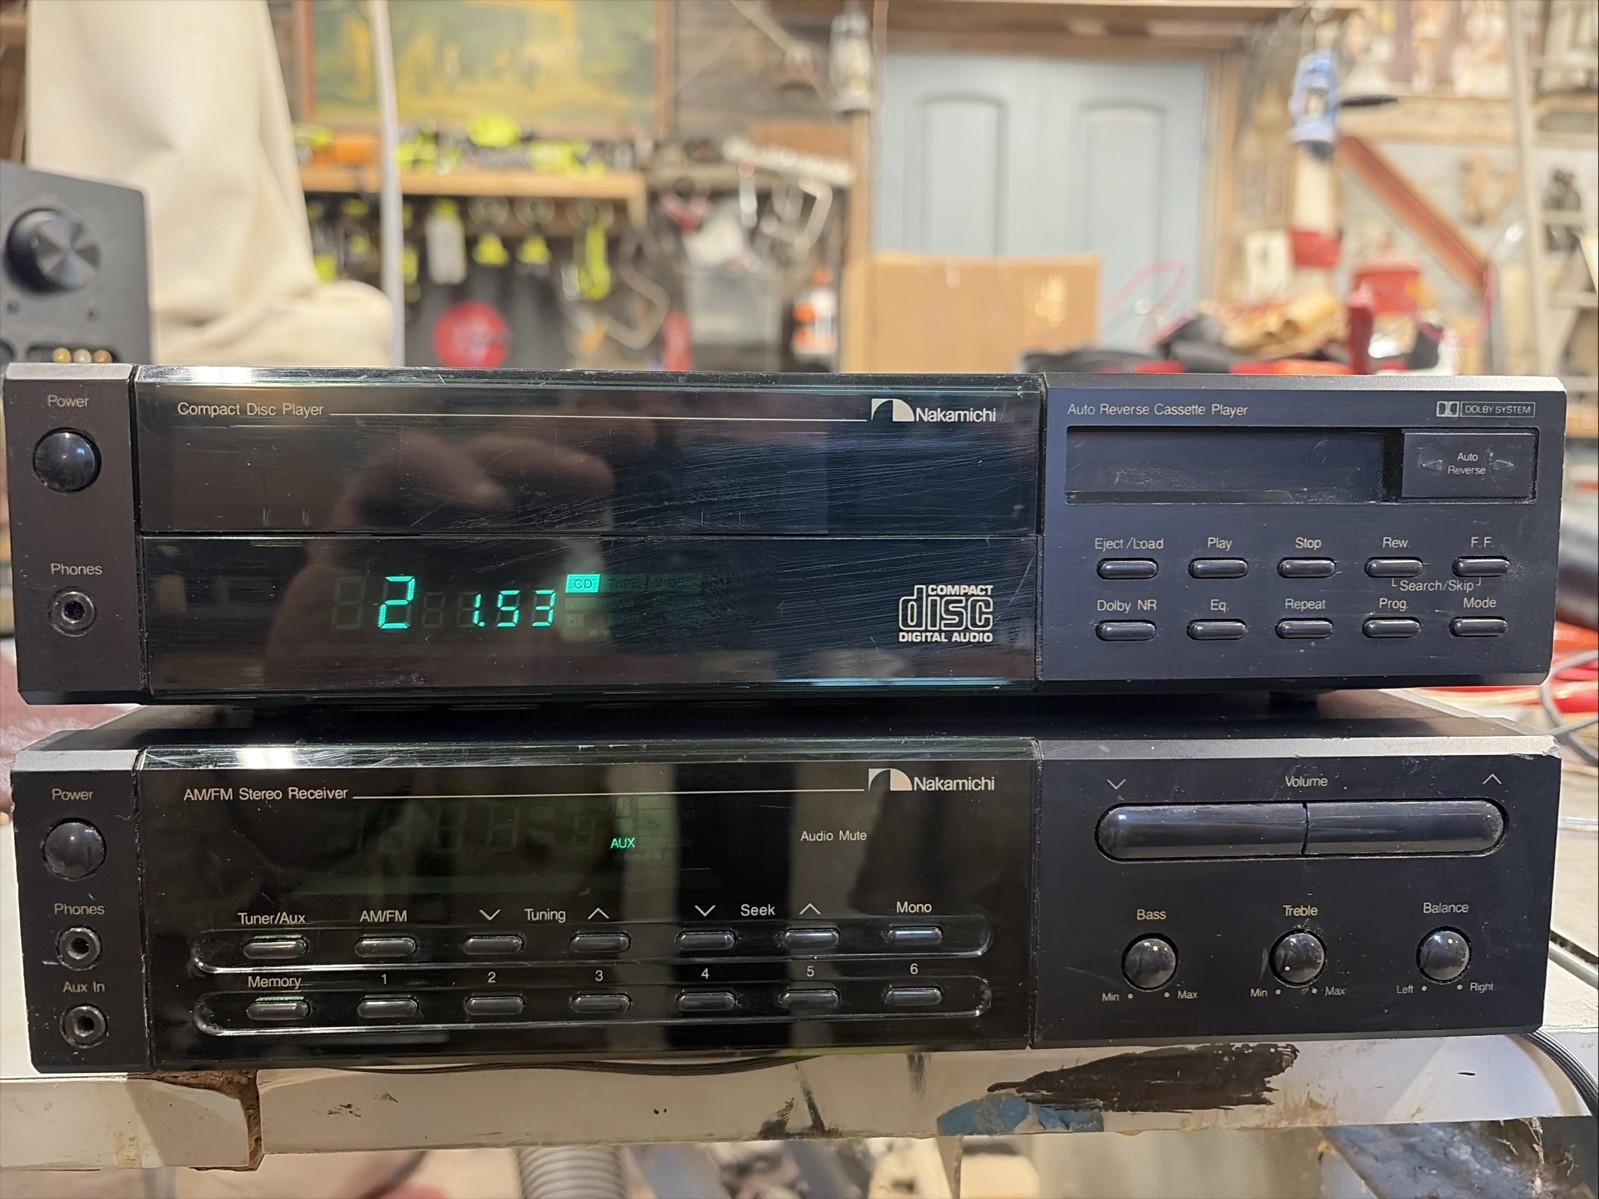 Power
Compact Disc Player
Nakamichi
Auto Reverse Cassette Player
DOLBY SYSTEM
Auto
Reverse
Phones
2 1.53
CD
COMPACT
disc
DIGITAL AUDIO
Eject/Load Play Stop Rew. F.F.
Search/Skip
Dolby NR Eq. Repeat Prog. Mode
Power
AM/FM Stereo Receiver
Nakamichi
Volume
AUX
Audio Mute
Phones
Tuner/Aux AM/FM Tuning Seek Mono
Bass Treble Balance
Memory 1 2 3 4 5 6
Aux In
Min Max Min Max Left Right